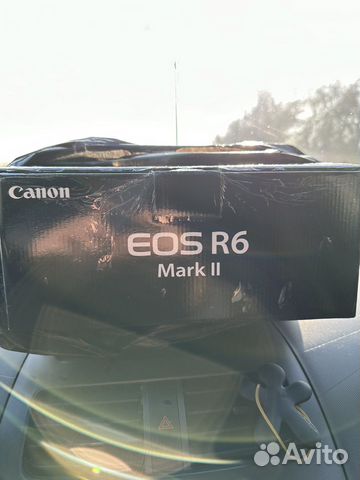 Canon
EOS R6
Mark II
Avito